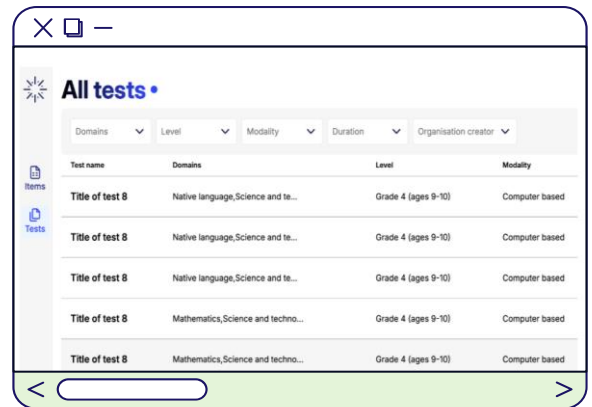 All tests
Domains Level Modality Duration Organisation creator
Test name Domains Level Modality
Items
Tests
Title of test 8 Native language,Science and te... Grade 4 (ages 9-10) Computer based
Title of test 8 Native language,Science and te... Grade 4 (ages 9-10) Computer based
Title of test 8 Native language,Science and te... Grade 4 (ages 9-10) Computer based
Title of test 8 Mathematics,Science and techno... Grade 4 (ages 9-10) Computer based
Title of test 8 Mathematics,Science and techno... Grade 4 (ages 9-10) Computer based